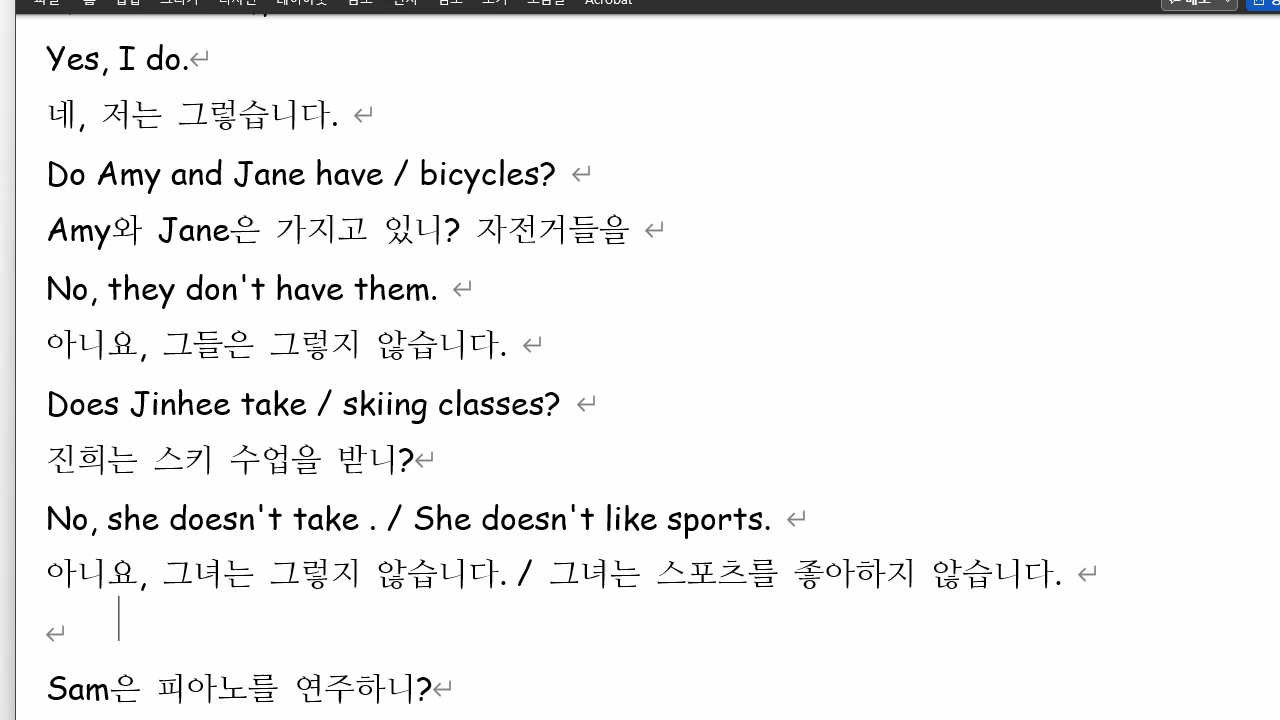 Acrobat
Yes, I do.↵
네, 저는 그렇습니다. ↵
Do Amy and Jane have / bicycles? ↵
Amy와 Jane은 가지고 있니? 자전거들을 ↵
No, they don't have them. ↵
아니요, 그들은 그렇지 않습니다. ↵
Does Jinhee take / skiing classes? ↵
진희는 스키 수업을 받니?↵
No, she doesn't take . / She doesn't like sports. ↵
아니요, 그녀는 그렇지 않습니다. / 그녀는 스포츠를 좋아하지 않습니다. ↵
↵
Sam은 피아노를 연주하니?↵